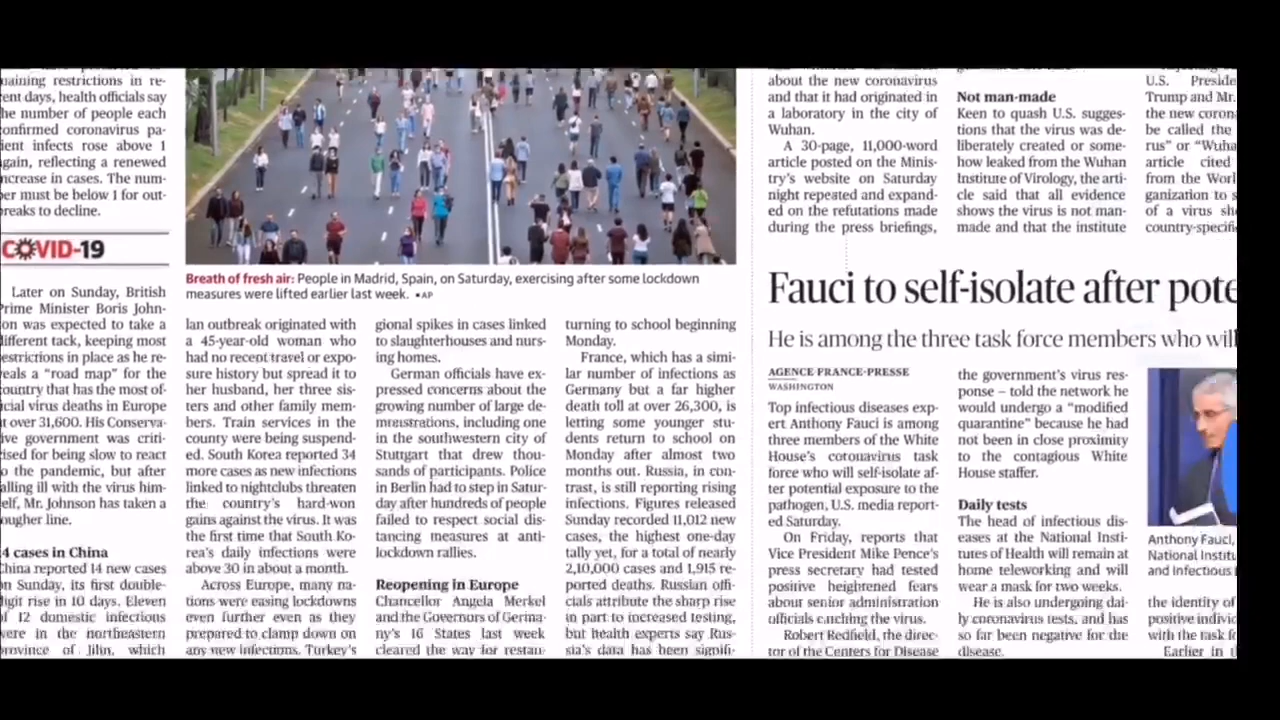 naining restrictions in re-
ent days, health officials say
he number of people each
onfirmed coronavirus pa-
ient infects rose above 1
gain, reflecting a renewed
ncrease in cases. The num-
er must be below 1 for out-
reaks to decline.
COVID-19
Later on Sunday, British
Prime Minister Boris John-
on was expected to take a
different tack, keeping most
estrictions in place as he re-
eals a “road map” for the
ountry that has the most of-
icial virus deaths in Europe
t over 31,600. His Conserva-
ive government was criti-
ised for being slow to react
o the pandemic, but after
alling ill with the virus him-
elf, Mr. Johnson has taken a
ougher line.
4 cases in China
China reported 14 new cases
on Sunday, its first double-
digit rise in 10 days. Eleven
of 12 domestic infections
were in the northeastern
province of Jilin, which
Breath of fresh air: People in Madrid, Spain, on Saturday, exercising after some lockdown
measures were lifted earlier last week. •AP
lan outbreak originated with
a 45-year-old woman who
had no recent travel or expo-
sure history but spread it to
her husband, her three sis-
ters and other family mem-
bers. Train services in the
county were being suspend-
ed. South Korea reported 34
more cases as new infections
linked to nightclubs threaten
the country’s hard-won
gains against the virus. It was
the first time that South Ko-
rea’s daily infections were
above 30 in about a month.
Across Europe, many na-
tions were easing lockdowns
even further even as they
prepared to clamp down on
any new infections. Turkey’s
gional spikes in cases linked
to slaughterhouses and nurs-
ing homes.
German officials have ex-
pressed concerns about the
growing number of large de-
monstrations, including one
in the southwestern city of
Stuttgart that drew thou-
sands of participants. Police
in Berlin had to step in Satur-
day after hundreds of people
failed to respect social dis-
tancing measures at anti-
lockdown rallies.
Reopening in Europe
Chancellor Angela Merkel
and the Governors of Germa-
ny’s 16 States last week
cleared the way for restau-
turning to school beginning
Monday.
France, which has a simi-
lar number of infections as
Germany but a far higher
death toll at over 26,300, is
letting some younger stu-
dents return to school on
Monday after almost two
months out. Russia, in con-
trast, is still reporting rising
infections. Figures released
Sunday recorded 11,012 new
cases, the highest one-day
tally yet, for a total of nearly
2,10,000 cases and 1,915 re-
ported deaths. Russian offi-
cials attribute the sharp rise
in part to increased testing,
but health experts say Rus-
sia’s data has been signifi-
about the new coronavirus
and that it had originated in
a laboratory in the city of
Wuhan.
A 30-page, 11,000-word
article posted on the Minis-
try’s website on Saturday
night repeated and expand-
ed on the refutations made
during the press briefings,
Not man-made
Keen to quash U.S. sugges-
tions that the virus was de-
liberately created or some-
how leaked from the Wuhan
Institute of Virology, the arti-
cle said that all evidence
shows the virus is not man-
made and that the institute
U.S. Preside
Trump and Mr.
the new coron
be called the
rus” or “Wuha
article cited
from the Worl
ganization to s
of a virus sh
country-specifi
Fauci to self-isolate after pote
He is among the three task force members who will
AGENCE FRANCE-PRESSE
WASHINGTON
Top infectious diseases exp-
ert Anthony Fauci is among
three members of the White
House’s coronavirus task
force who will self-isolate af-
ter potential exposure to the
pathogen, U.S. media report-
ed Saturday.
On Friday, reports that
Vice President Mike Pence’s
press secretary had tested
positive heightened fears
about senior administration
officials catching the virus.
Robert Redfield, the direc-
tor of the Centers for Disease
the government’s virus res-
ponse – told the network he
would undergo a “modified
quarantine” because he had
not been in close proximity
to the contagious White
House staffer.
Daily tests
The head of infectious dis-
eases at the National Insti-
tutes of Health will remain at
home teleworking and will
wear a mask for two weeks.
He is also undergoing dai-
ly coronavirus tests, and has
so far been negative for the
disease.
Anthony Fauci,
National Institu
and Infectious
the identity of
positive individ
with the task fo
Earlier in